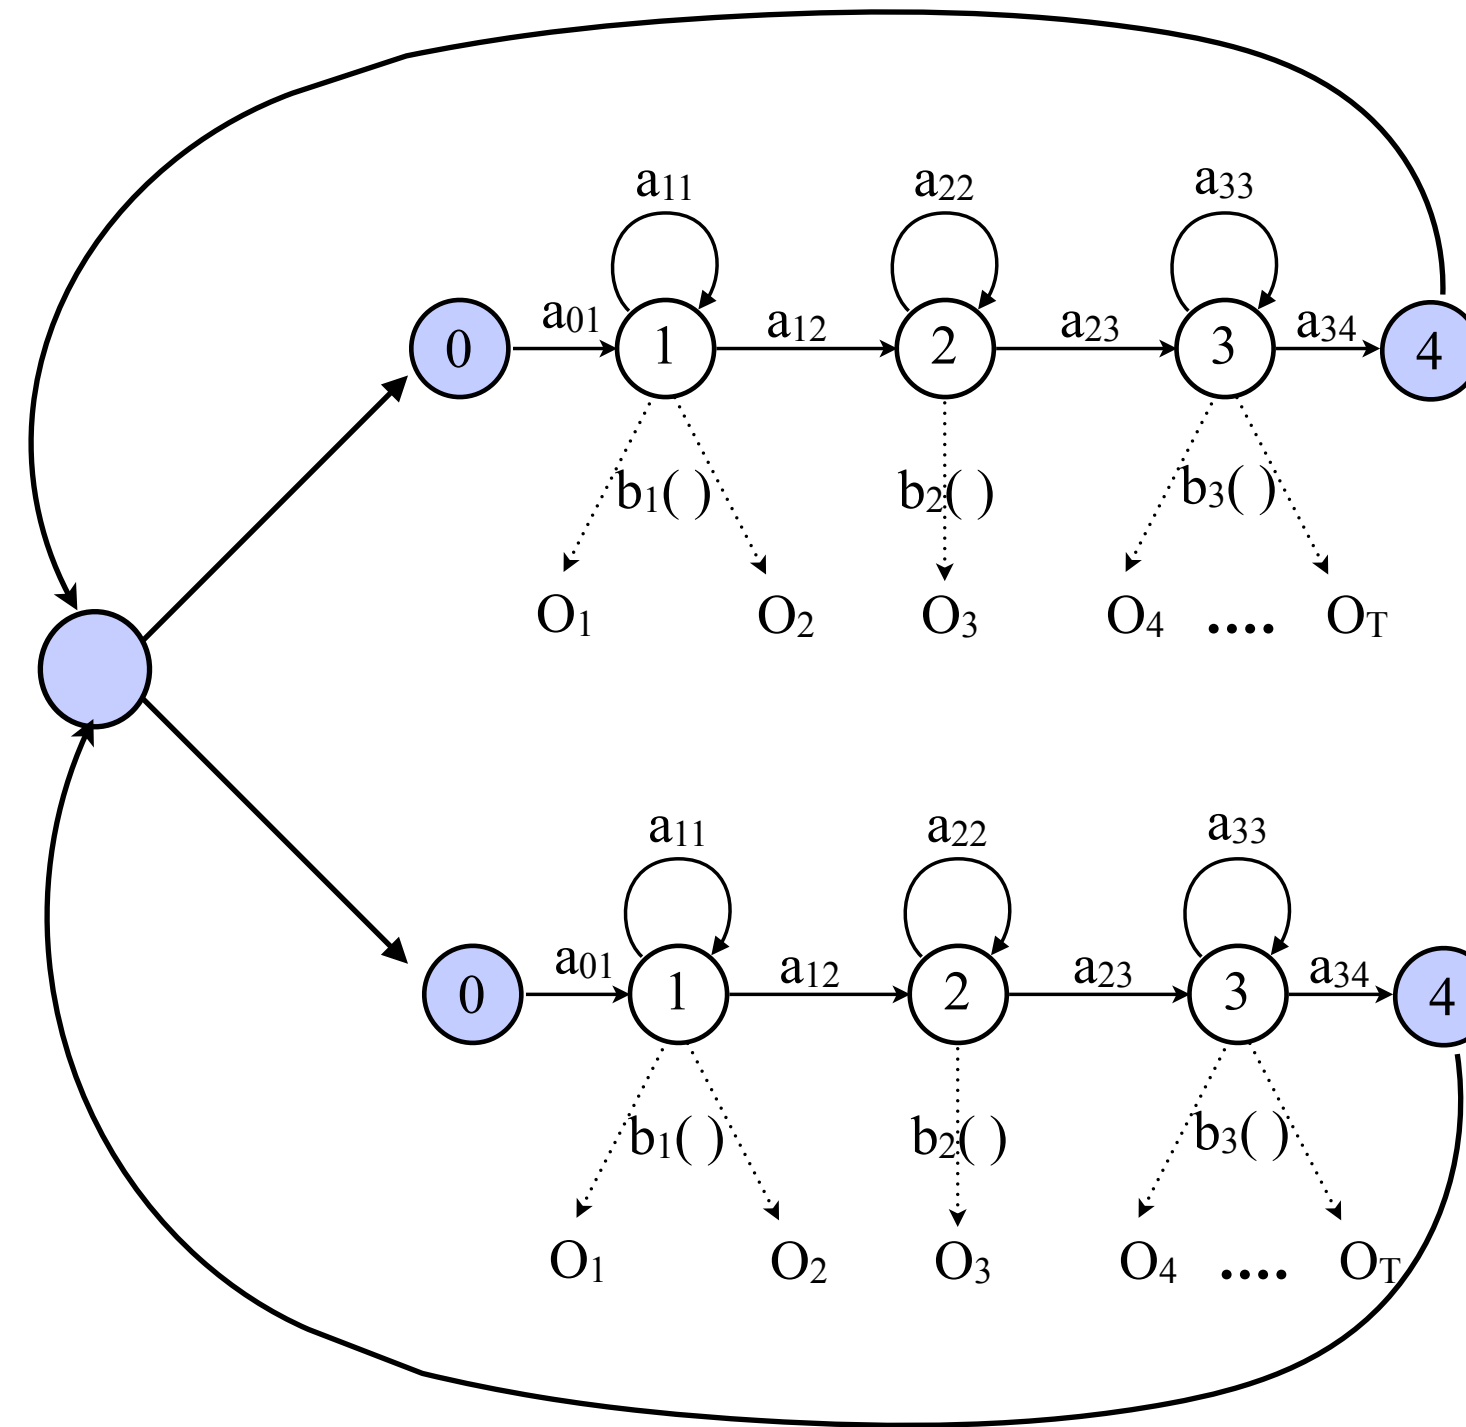 a11 a22 a33
a01 a12 a23 a34
0 1 2 3 4
b1( ) b2( ) b3( )
O1 O2 O3 O4 .... OT
a11 a22 a33
a01 a12 a23 a34
0 1 2 3 4
b1( ) b2( ) b3( )
O1 O2 O3 O4 .... OT